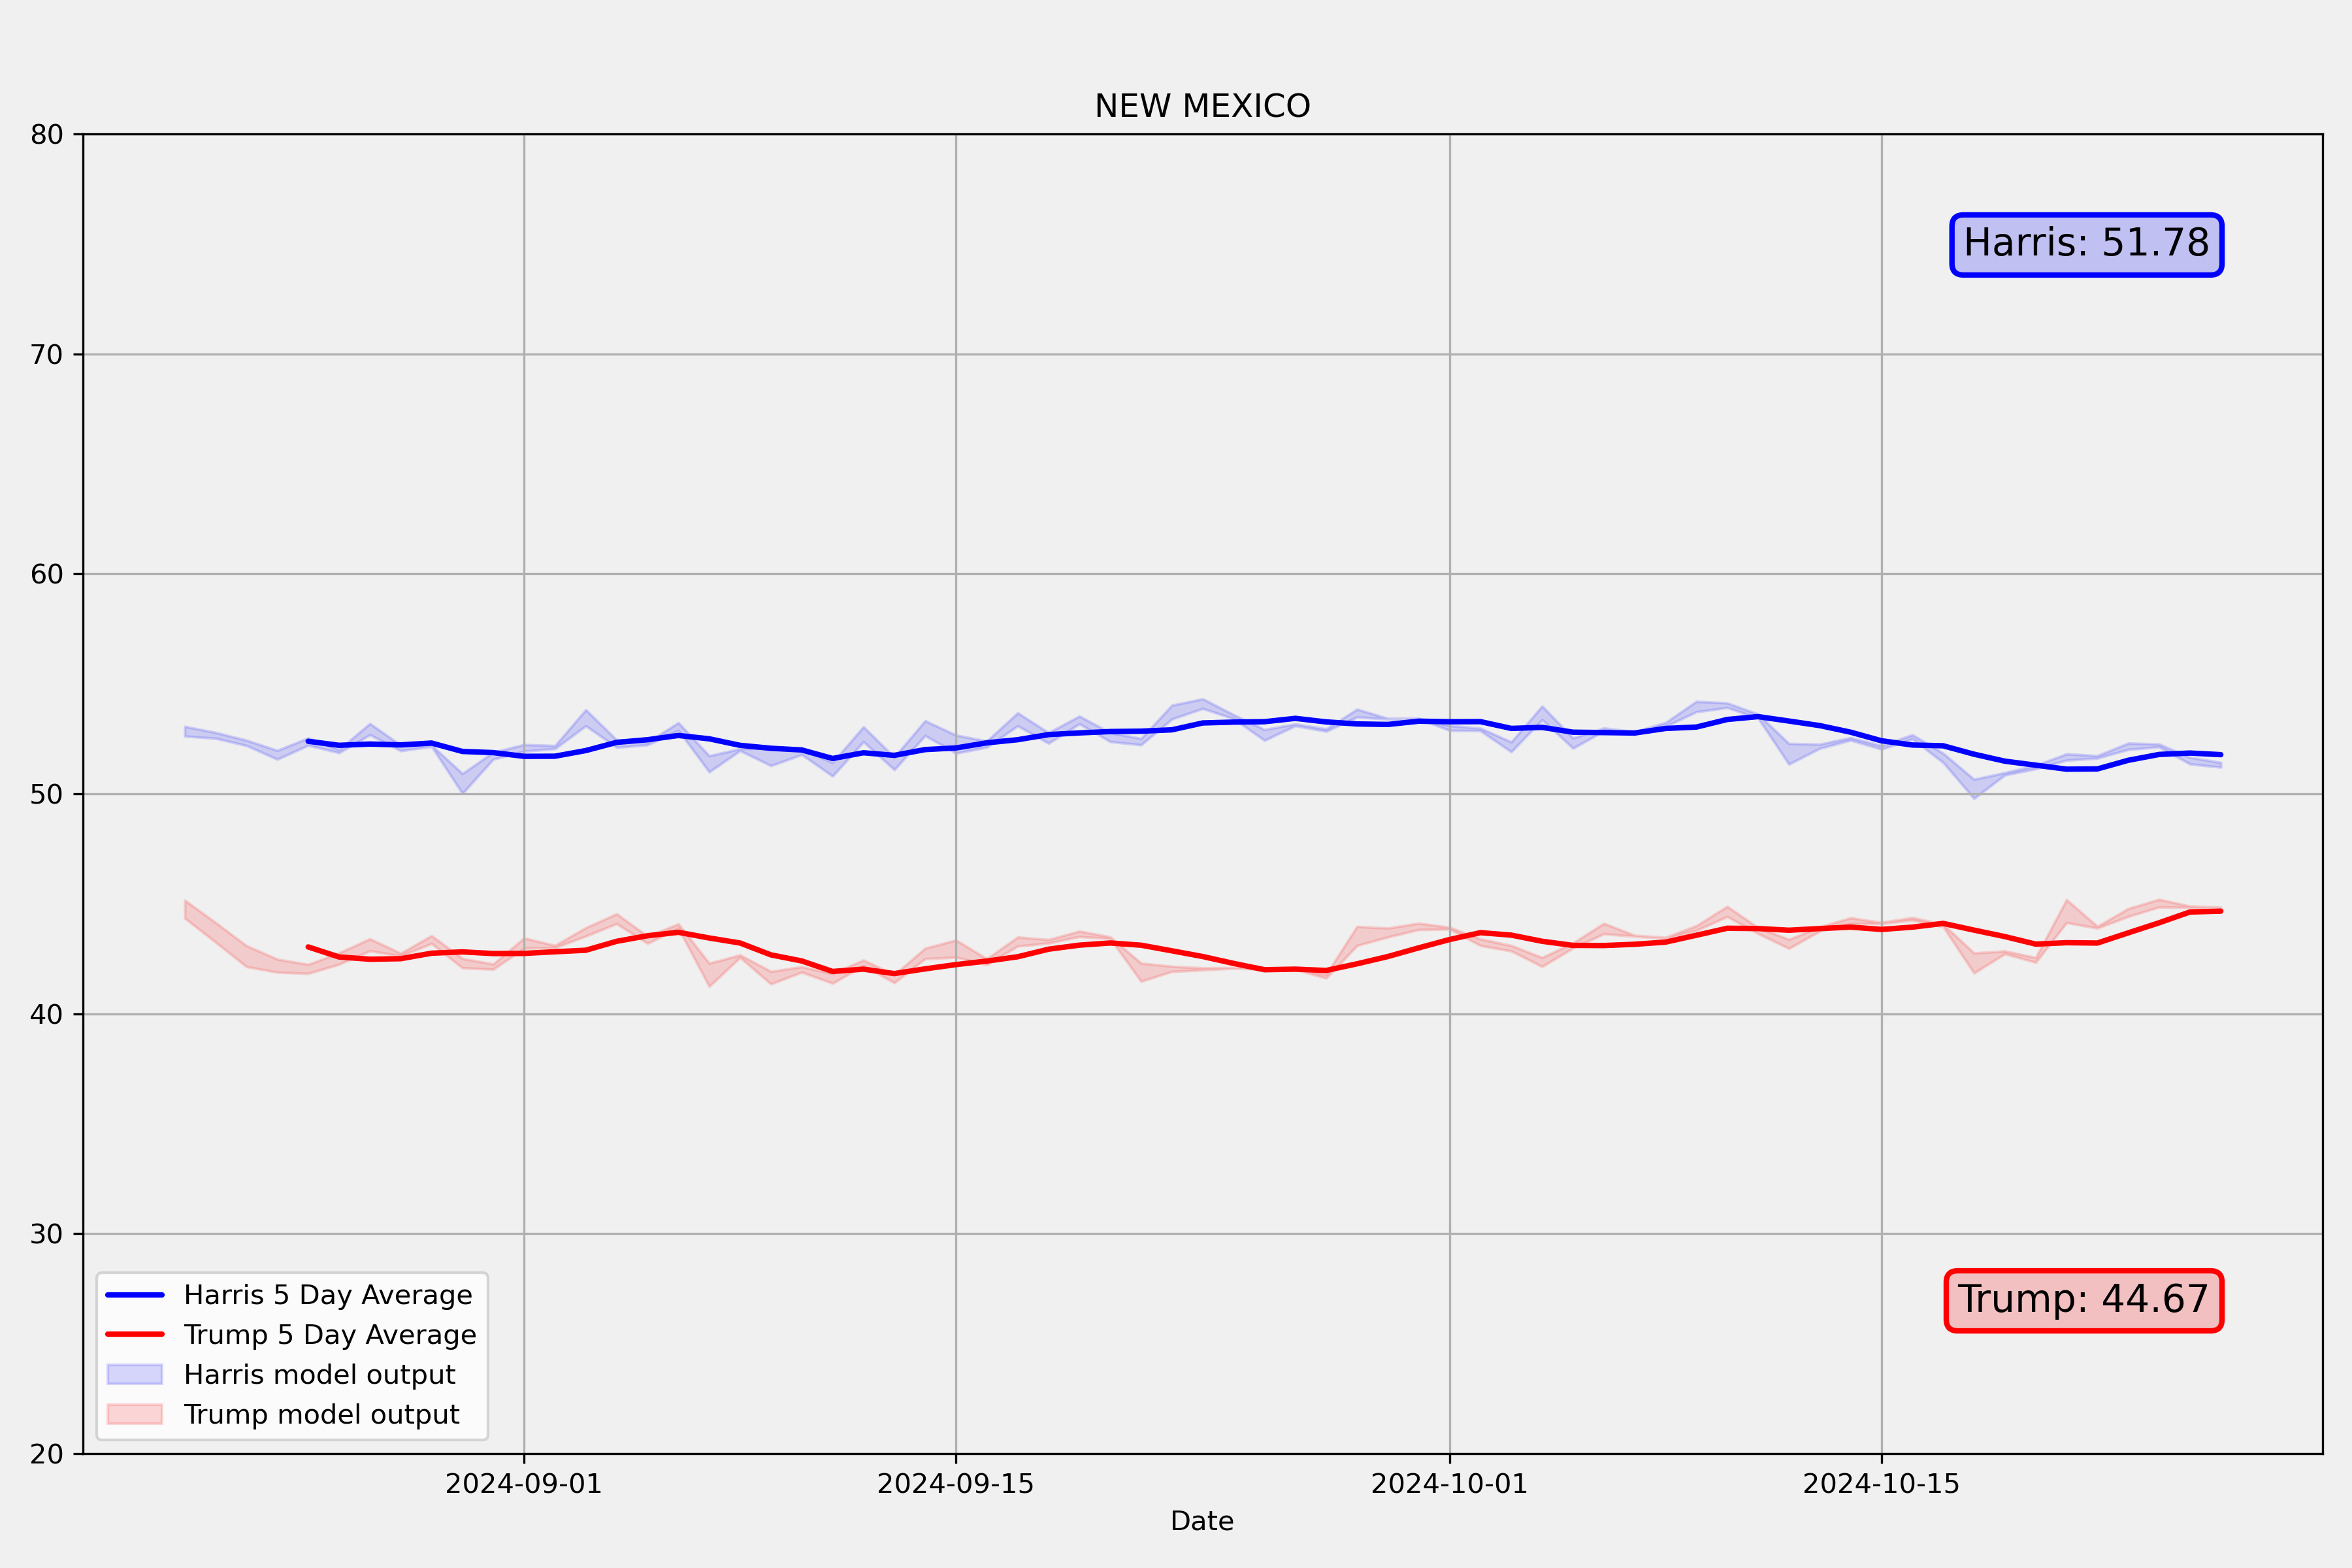 NEW MEXICO
80
70
60
50
40
30
20
Harris: 51.78
Trump: 44.67
Harris 5 Day Average
Trump 5 Day Average
Harris model output
Trump model output
2024-09-01
2024-09-15
2024-10-01
2024-10-15
Date